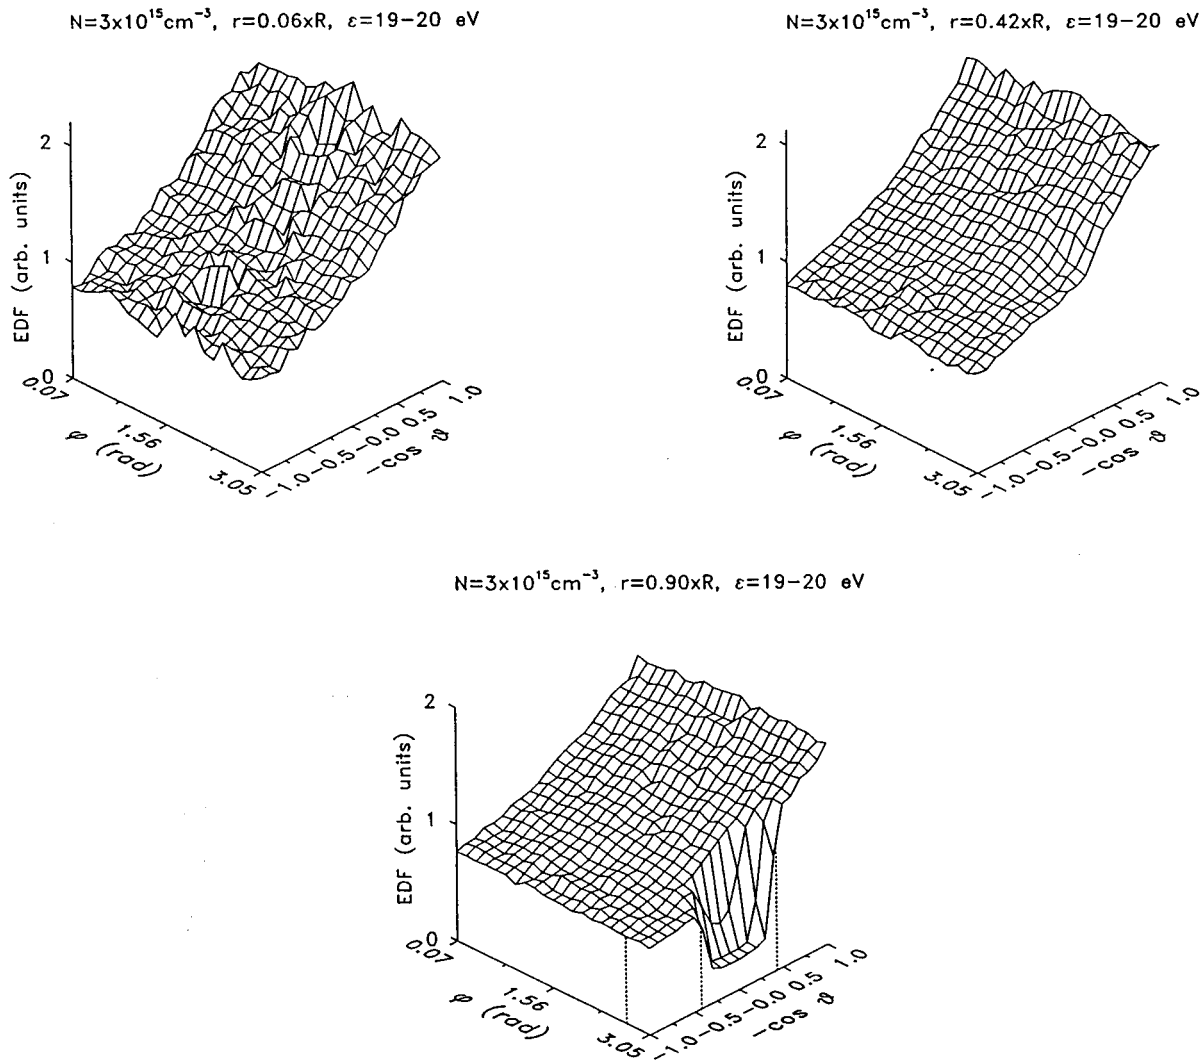 N=3x10¹⁵cm⁻³, r=0.06xR, ε=19−20 eV
EDF (arb. units)
2
1
0
0.07
1.56
3.05
φ (rad)
−1.0−0.5−0.0 0.5 1.0
−cos ϑ
N=3x10¹⁵cm⁻³, r=0.42xR, ε=19−20 eV
EDF (arb. units)
2
1
0
0.07
1.56
3.05
φ (rad)
−1.0−0.5−0.0 0.5 1.0
−cos ϑ
N=3x10¹⁵cm⁻³, r=0.90xR, ε=19−20 eV
EDF (arb. units)
2
1
0
0.07
1.56
3.05
φ (rad)
−1.0−0.5−0.0 0.5 1.0
−cos ϑ